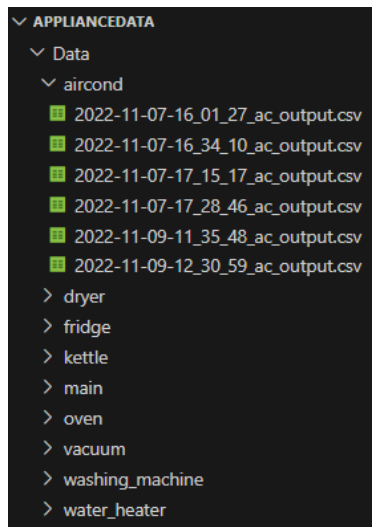 APPLIANCEDATA
Data
aircond
2022-11-07-16_01_27_ac_output.csv
2022-11-07-16_34_10_ac_output.csv
2022-11-07-17_15_17_ac_output.csv
2022-11-07-17_28_46_ac_output.csv
2022-11-09-11_35_48_ac_output.csv
2022-11-09-12_30_59_ac_output.csv
dryer
fridge
kettle
main
oven
vacuum
washing_machine
water_heater